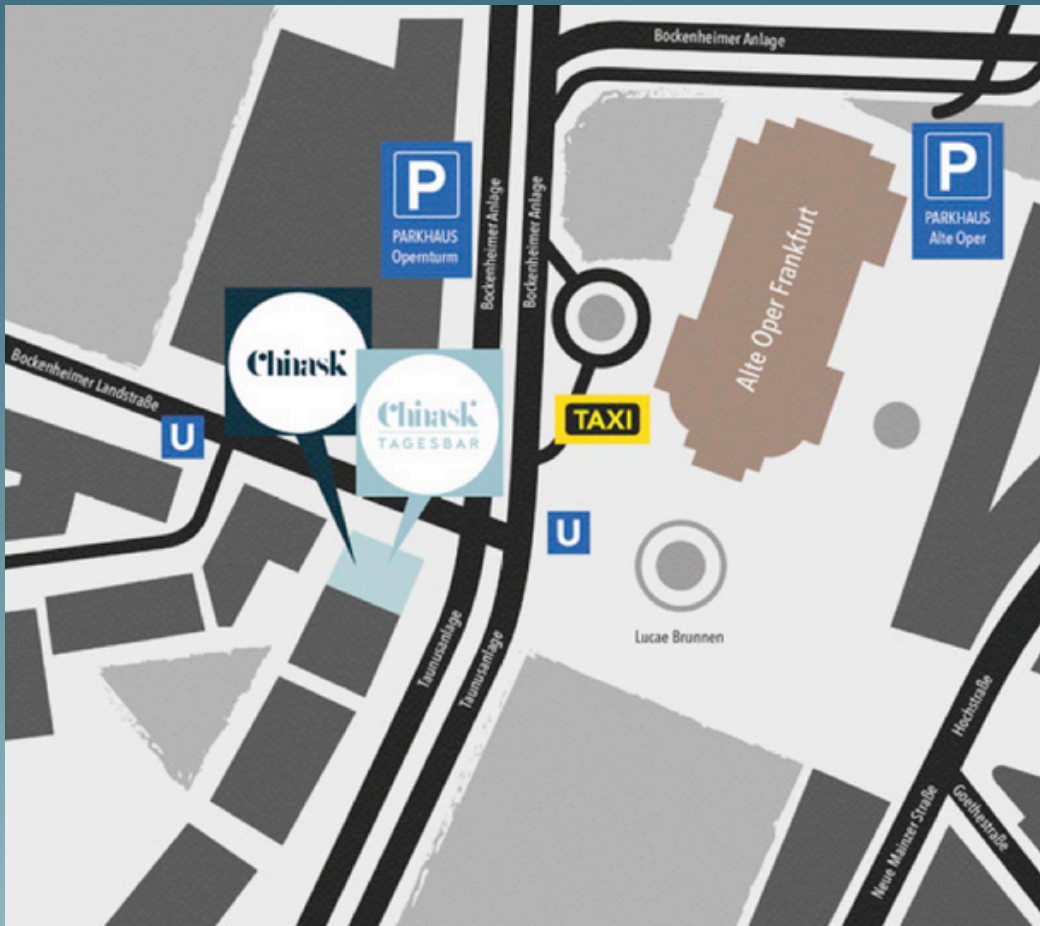 Bockenheimer Anlage
P
PARKHAUS
Opernturm
Bockenheimer Anlage
Bockenheimer Anlage
P
PARKHAUS
Alte Oper
Alte Oper Frankfurt
Chinask
Chinask
TAGESBAR
Bockenheimer Landstraße
U
TAXI
U
Lucae Brunnen
Taunusanlage
Taunusanlage
Hochstraße
Goethestraße
Neue Mainzer Straße